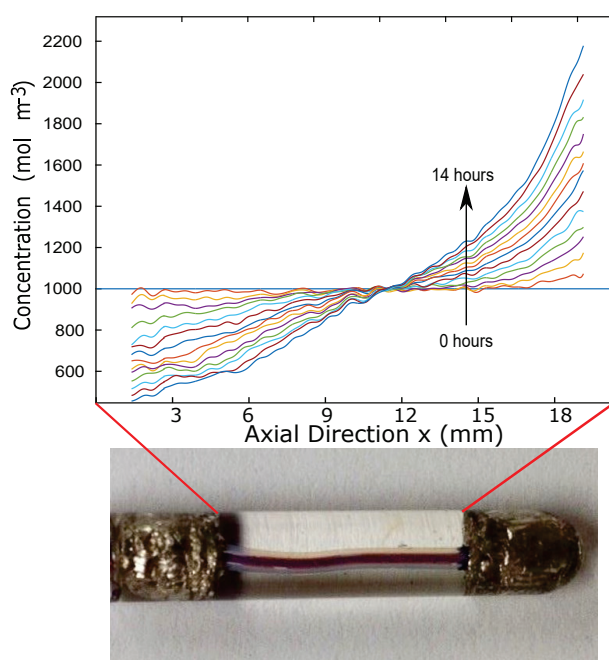 Concentration (mol m-3)
2200
2000
1800
1600
1400
1200
1000
800
600
14 hours
0 hours
3 6 9 12 15 18
Axial Direction x (mm)